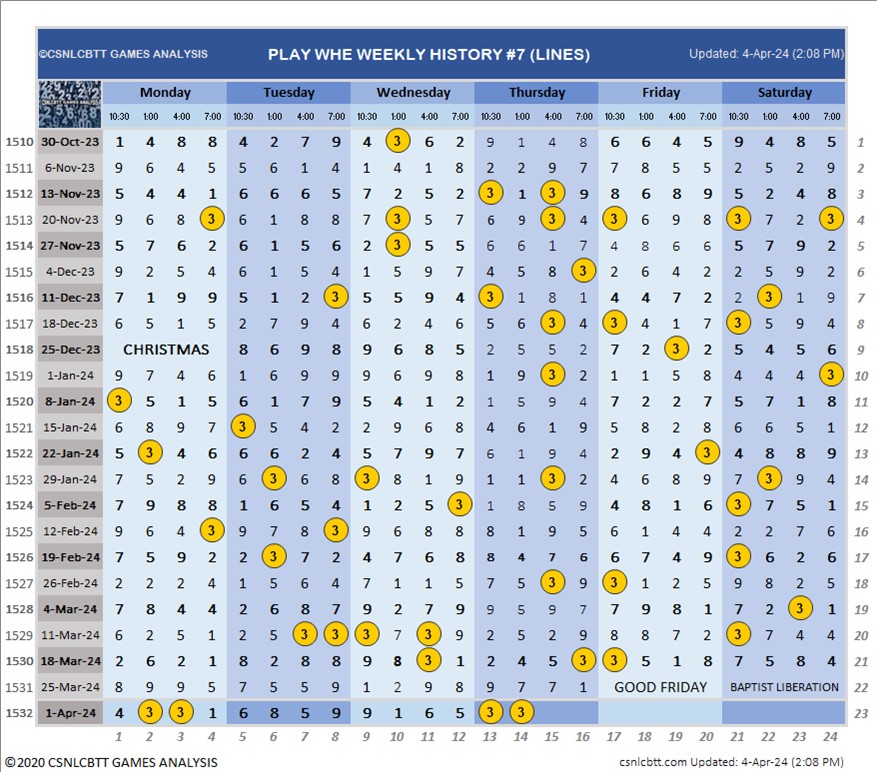 ©CSNLCBTT GAMES ANALYSIS PLAY WHE WEEKLY HISTORY #7 (LINES) Updated: 4-Apr-24 (2:08 PM)
CSNLCBTT GAMES ANALYSIS Monday Tuesday Wednesday Thursday Friday Saturday
10:30 1:00 4:00 7:00 10:30 1:00 4:00 7:00 10:30 1:00 4:00 7:00 10:30 1:00 4:00 7:00 10:30 1:00 4:00 7:00 10:30 1:00 4:00 7:00
1510 30-Oct-23 1 4 8 8 4 2 7 9 4 3 6 2 9 1 4 8 6 6 4 5 9 4 8 5 1
1511 6-Nov-23 9 6 4 5 5 6 1 4 1 4 1 8 2 2 9 7 7 8 5 5 2 5 2 9 2
1512 13-Nov-23 5 4 4 1 6 6 6 5 7 2 5 2 3 1 3 9 8 6 8 9 5 2 4 8 3
1513 20-Nov-23 9 6 8 3 6 1 8 8 7 3 5 7 6 9 3 4 3 6 9 8 3 7 2 3 4
1514 27-Nov-23 5 7 6 2 6 1 5 6 2 3 5 5 6 6 1 7 4 8 6 6 5 7 9 2 5
1515 4-Dec-23 9 2 5 4 6 1 5 4 1 5 9 7 4 5 8 3 2 6 4 2 2 5 9 2 6
1516 11-Dec-23 7 1 9 9 5 1 2 3 5 5 9 4 3 1 8 1 4 4 7 2 2 3 1 9 7
1517 18-Dec-23 6 5 1 5 2 7 9 4 6 2 4 6 5 6 3 4 3 4 1 7 3 5 9 4 8
1518 25-Dec-23 CHRISTMAS 8 6 9 8 9 6 8 5 2 5 5 2 7 2 3 2 5 4 5 6 9
1519 1-Jan-24 9 7 4 6 1 6 9 9 9 6 9 8 1 9 3 2 1 1 5 8 4 4 4 3 10
1520 8-Jan-24 3 5 1 5 6 1 7 9 5 4 1 2 1 5 9 4 7 2 2 7 5 7 1 8 11
1521 15-Jan-24 6 8 9 7 3 5 4 2 2 9 6 8 4 6 1 9 5 8 2 8 6 6 5 1 12
1522 22-Jan-24 5 3 4 6 6 6 2 4 5 7 9 7 6 1 9 4 2 9 4 3 4 8 8 9 13
1523 29-Jan-24 7 5 2 9 6 3 6 8 3 8 9 1 1 1 3 2 4 6 8 9 7 3 9 4 14
1524 5-Feb-24 7 9 8 8 1 6 5 4 1 2 5 3 1 8 5 9 4 8 1 6 3 7 5 1 15
1525 12-Feb-24 9 6 4 3 9 7 8 3 9 6 8 8 8 1 9 5 6 1 4 4 2 2 7 6 16
1526 19-Feb-24 7 5 9 2 2 3 7 2 4 7 6 8 8 4 7 6 6 7 4 9 3 6 2 6 17
1527 26-Feb-24 2 2 2 4 1 5 6 4 7 1 1 5 7 5 3 9 3 1 2 5 9 8 2 5 18
1528 4-Mar-24 7 8 4 4 2 6 8 7 9 2 7 9 9 5 9 7 7 9 8 1 7 2 3 1 19
1529 11-Mar-24 6 2 5 1 2 5 3 3 3 7 3 9 2 5 2 9 8 8 7 2 3 7 4 4 20
1530 18-Mar-24 2 6 2 1 8 2 8 8 9 8 3 1 2 4 5 3 3 5 1 8 7 5 8 4 21
1531 25-Mar-24 8 9 9 5 7 5 5 9 1 2 9 8 9 7 7 1 GOOD FRIDAY BAPTIST LIBERATION 22
1532 1-Apr-24 4 3 3 1 6 8 5 9 9 1 6 5 3 3 23
1 2 3 4 5 6 7 8 9 10 11 12 13 14 15 16 17 18 19 20 21 22 23 24
©2020 CSNLCBTT GAMES ANALYSIS csnlcbtt.com Updated: 4-Apr-24 (2:08 PM)